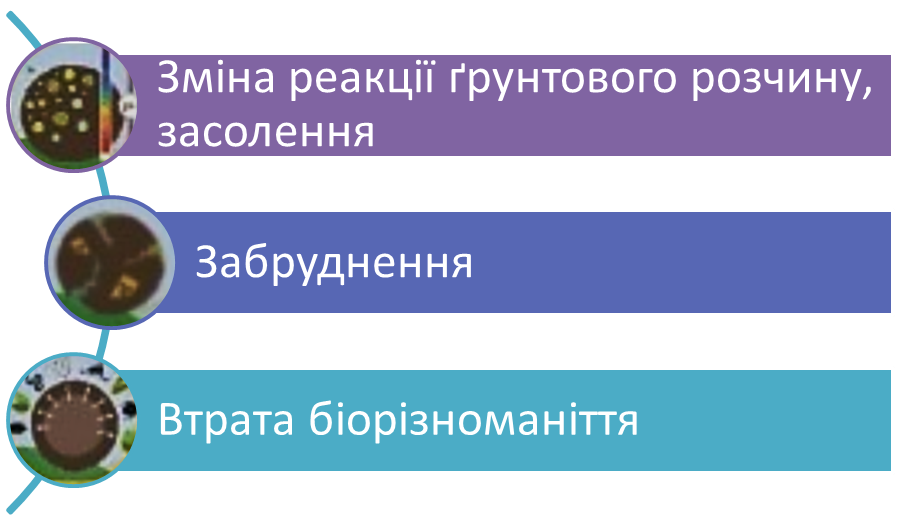 Зміна реакції ґрунтового розчину,
засолення
Забруднення
Втрата біорізноманіття